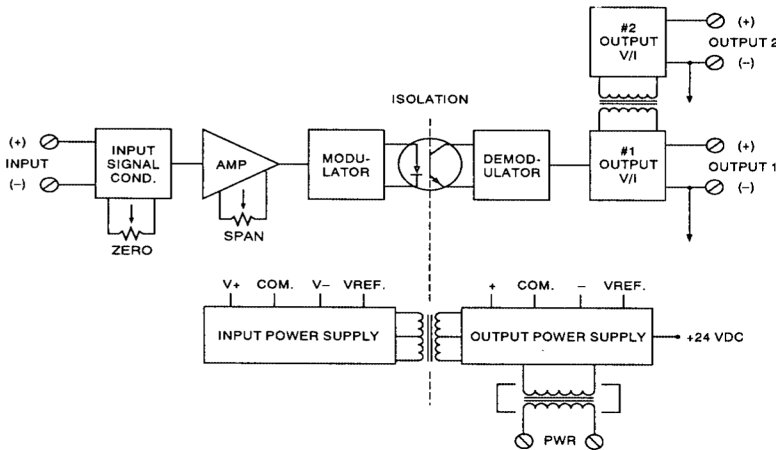 #2
OUTPUT
V/I
(+)
OUTPUT 2
(−)
ISOLATION
(+)
INPUT
(−)
INPUT
SIGNAL
COND.
ZERO
AMP
SPAN
MODU-
LATOR
DEMOD-
ULATOR
#1
OUTPUT
V/I
(+)
OUTPUT 1
(−)
V+ COM. V− VREF.
INPUT POWER SUPPLY
+ COM. − VREF.
OUTPUT POWER SUPPLY
+24 VDC
PWR